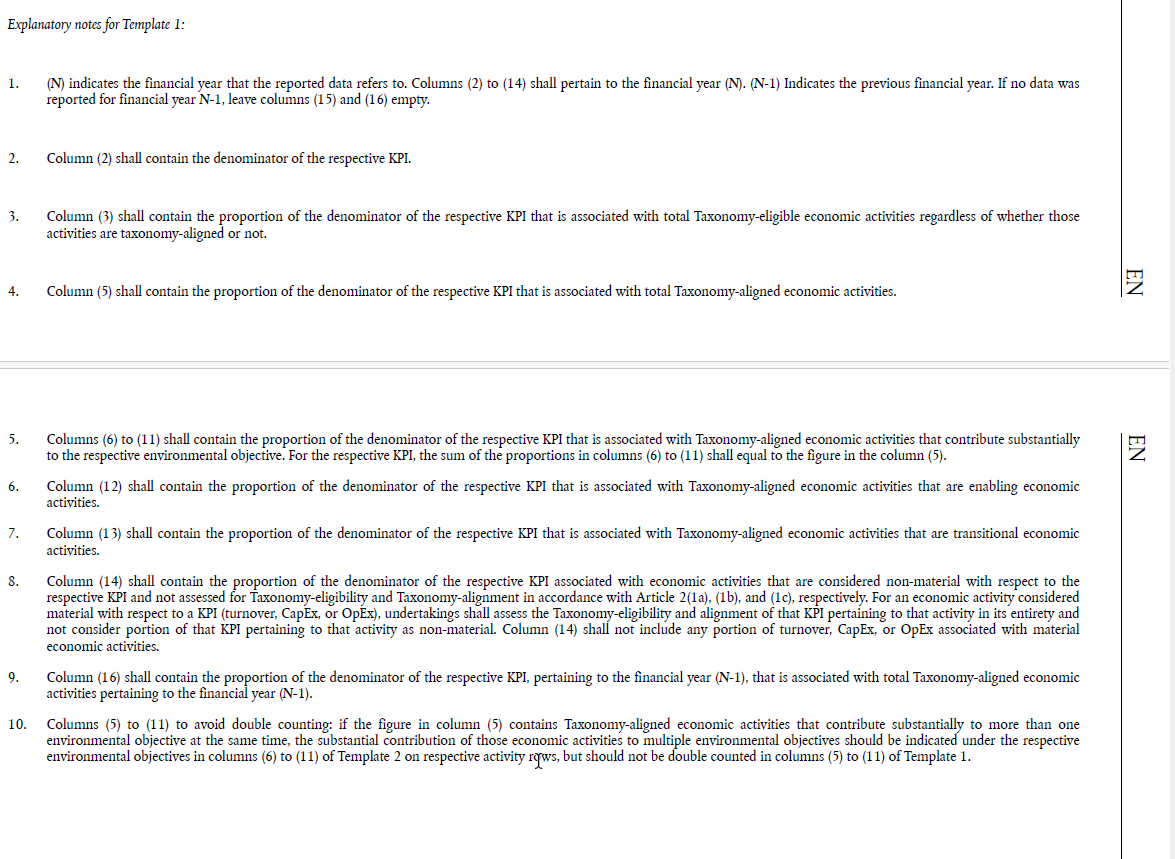 Explanatory notes for Template 1:
1. (N) indicates the financial year that the reported data refers to. Columns (2) to (14) shall pertain to the financial year (N). (N-1) Indicates the previous financial year. If no data was
reported for financial year N-1, leave columns (15) and (16) empty.
2. Column (2) shall contain the denominator of the respective KPI.
3. Column (3) shall contain the proportion of the denominator of the respective KPI that is associated with total Taxonomy-eligible economic activities regardless of whether those
activities are taxonomy-aligned or not.
4. Column (5) shall contain the proportion of the denominator of the respective KPI that is associated with total Taxonomy-aligned economic activities.
EN
EN
5. Columns (6) to (11) shall contain the proportion of the denominator of the respective KPI that is associated with Taxonomy-aligned economic activities that contribute substantially
to the respective environmental objective. For the respective KPI, the sum of the proportions in columns (6) to (11) shall equal to the figure in the column (5).
6. Column (12) shall contain the proportion of the denominator of the respective KPI that is associated with Taxonomy-aligned economic activities that are enabling economic
activities.
7. Column (13) shall contain the proportion of the denominator of the respective KPI that is associated with Taxonomy-aligned economic activities that are transitional economic
activities.
8. Column (14) shall contain the proportion of the denominator of the respective KPI associated with economic activities that are considered non-material with respect to the
respective KPI and not assessed for Taxonomy-eligibility and Taxonomy-alignment in accordance with Article 2(1a), (1b), and (1c), respectively. For an economic activity considered
material with respect to a KPI (turnover, CapEx, or OpEx), undertakings shall assess the Taxonomy-eligibility and alignment of that KPI pertaining to that activity in its entirety and
not consider portion of that KPI pertaining to that activity as non-material. Column (14) shall not include any portion of turnover, CapEx, or OpEx associated with material
economic activities.
9. Column (16) shall contain the proportion of the denominator of the respective KPI, pertaining to the financial year (N-1), that is associated with total Taxonomy-aligned economic
activities pertaining to the financial year (N-1).
10. Columns (5) to (11) to avoid double counting: if the figure in column (5) contains Taxonomy-aligned economic activities that contribute substantially to more than one
environmental objective at the same time, the substantial contribution of those economic activities to multiple environmental objectives should be indicated under the respective
environmental objectives in columns (6) to (11) of Template 2 on respective activity rows, but should not be double counted in columns (5) to (11) of Template 1.